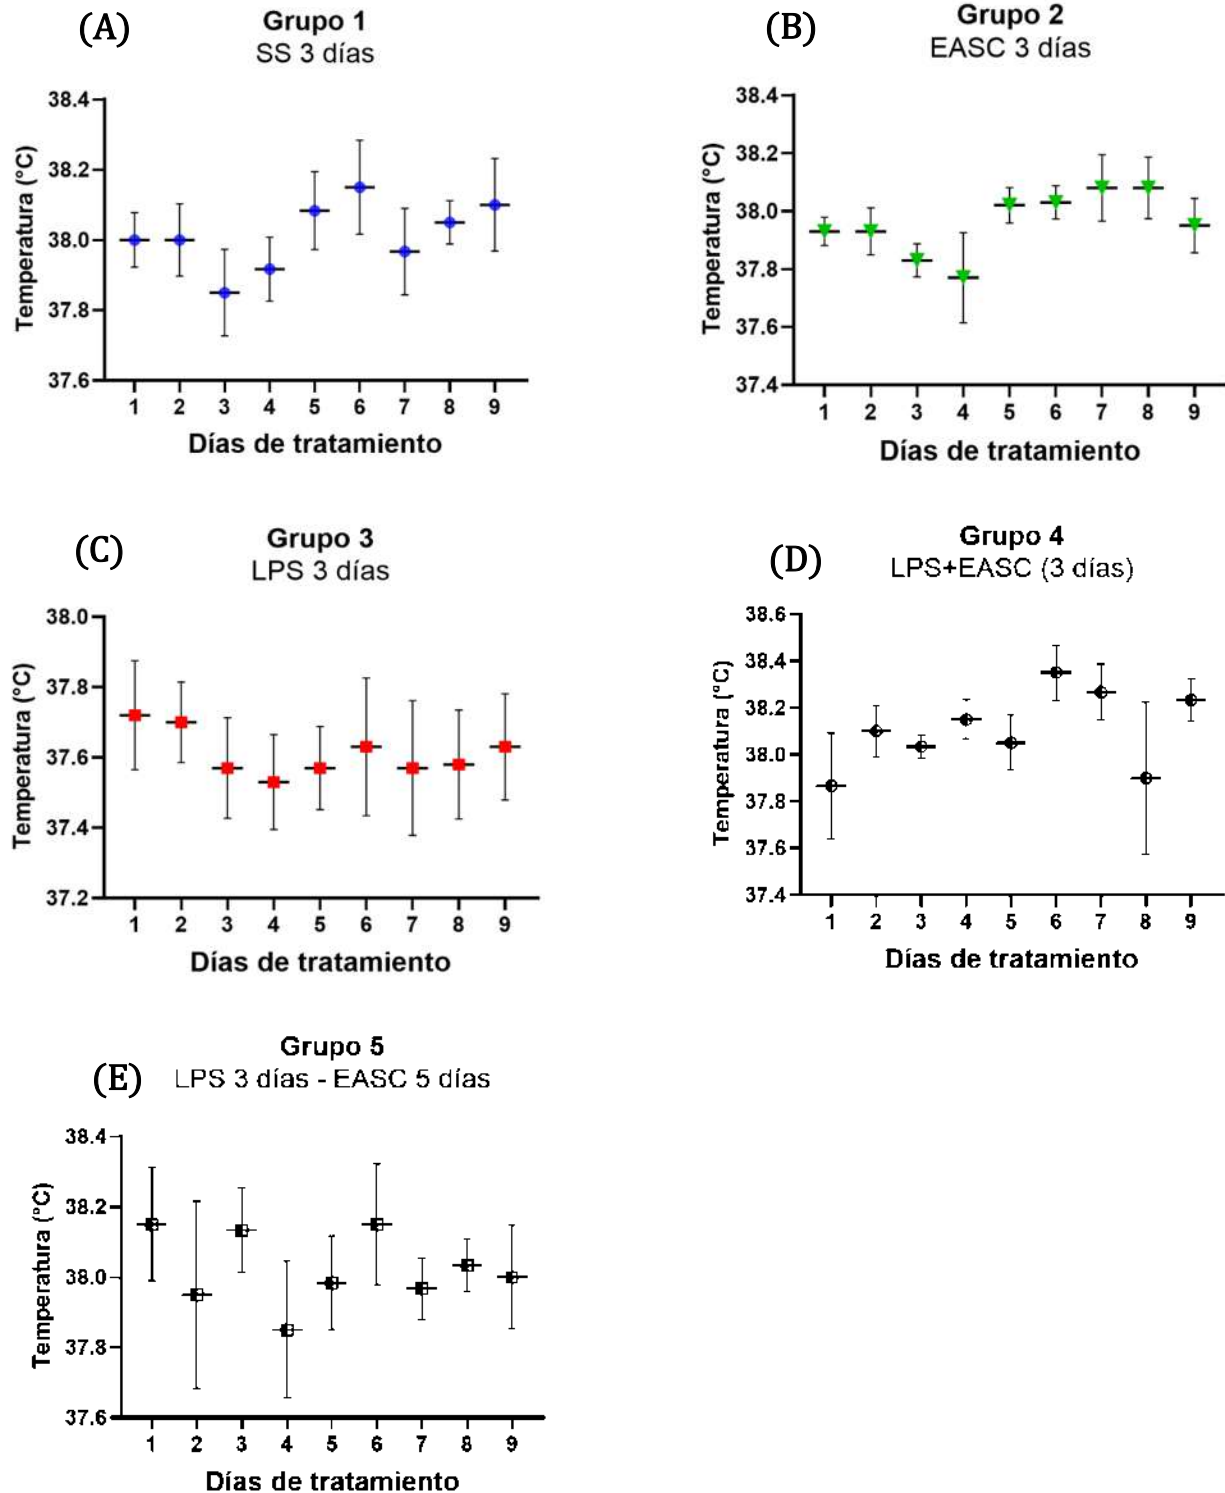 (A)
Grupo 1
SS 3 días
38.4
38.2
38.0
37.8
37.6
Temperatura (°C)
1 2 3 4 5 6 7 8 9
Días de tratamiento
(B)
Grupo 2
EASC 3 días
38.4
38.2
38.0
37.8
37.6
37.4
Temperatura (°C)
1 2 3 4 5 6 7 8 9
Días de tratamiento
(C)
Grupo 3
LPS 3 días
38.0
37.8
37.6
37.4
37.2
Temperatura (°C)
1 2 3 4 5 6 7 8 9
Días de tratamiento
(D)
Grupo 4
LPS+EASC (3 días)
38.6
38.4
38.2
38.0
37.8
37.6
37.4
Temperatura (°C)
1 2 3 4 5 6 7 8 9
Días de tratamiento
(E)
Grupo 5
LPS 3 días - EASC 5 días
38.4
38.2
38.0
37.8
37.6
Temperatura (°C)
1 2 3 4 5 6 7 8 9
Días de tratamiento